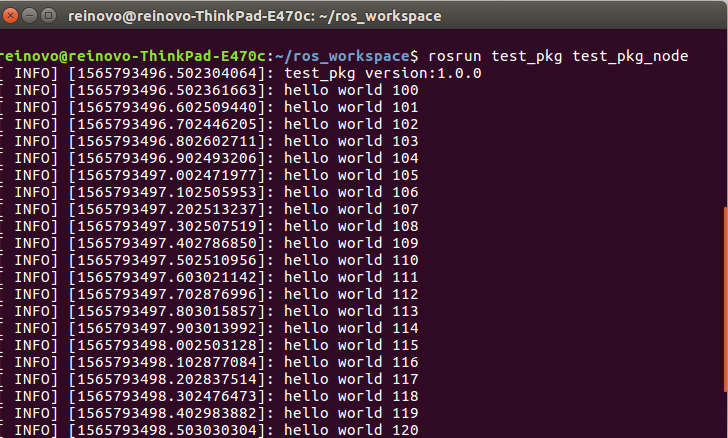 reinovo@reinovo-ThinkPad-E470c: ~/ros_workspace
reinovo@reinovo-ThinkPad-E470c:~/ros_workspace$ rosrun test_pkg test_pkg_node
[ INFO] [1565793496.502304064]: test_pkg version:1.0.0
[ INFO] [1565793496.502361663]: hello world 100
[ INFO] [1565793496.602509440]: hello world 101
[ INFO] [1565793496.702446205]: hello world 102
[ INFO] [1565793496.802602711]: hello world 103
[ INFO] [1565793496.902493206]: hello world 104
[ INFO] [1565793497.002471977]: hello world 105
[ INFO] [1565793497.102505953]: hello world 106
[ INFO] [1565793497.202513237]: hello world 107
[ INFO] [1565793497.302507519]: hello world 108
[ INFO] [1565793497.402786850]: hello world 109
[ INFO] [1565793497.502510956]: hello world 110
[ INFO] [1565793497.603021142]: hello world 111
[ INFO] [1565793497.702876996]: hello world 112
[ INFO] [1565793497.803015857]: hello world 113
[ INFO] [1565793497.903013992]: hello world 114
[ INFO] [1565793498.002503128]: hello world 115
[ INFO] [1565793498.102877084]: hello world 116
[ INFO] [1565793498.202837514]: hello world 117
[ INFO] [1565793498.302476473]: hello world 118
[ INFO] [1565793498.402983882]: hello world 119
[ INFO] [1565793498.503030304]: hello world 120